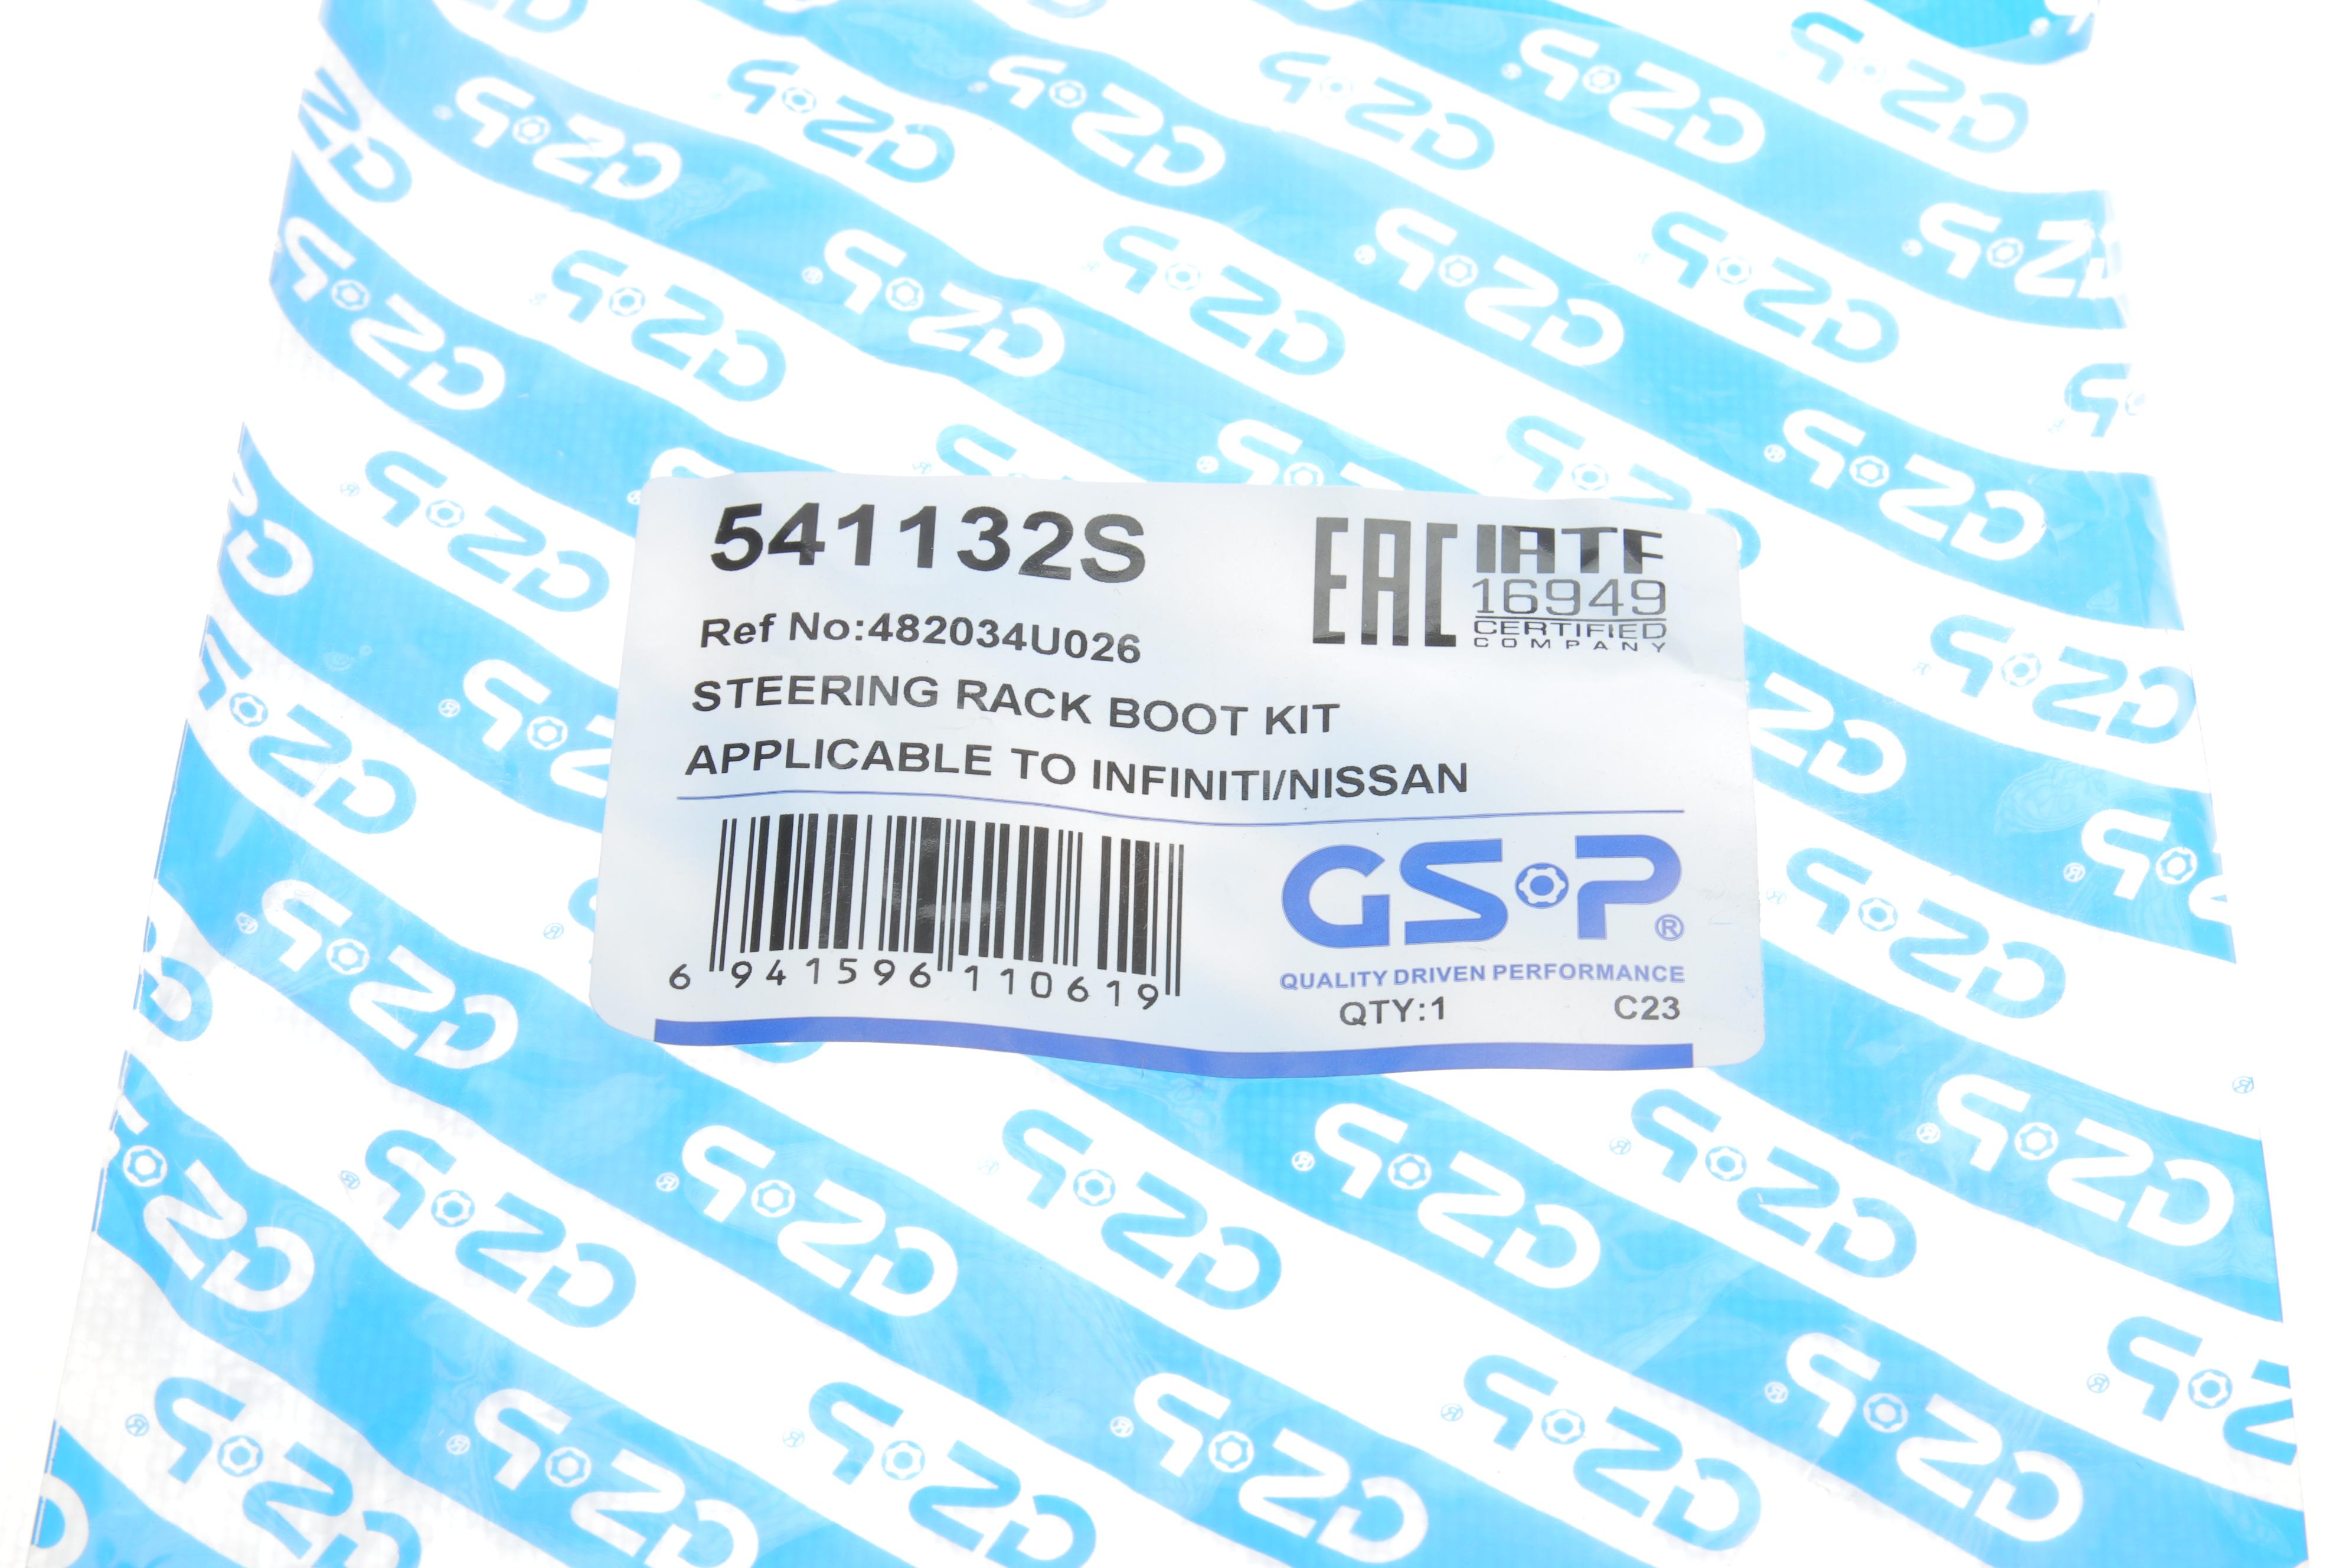 541132S
EAC IATF
16949
CERTIFIED
COMPANY
Ref No:482034U026
STEERING RACK BOOT KIT
APPLICABLE TO INFINITI/NISSAN
6 941596 110619
GS·P®
QUALITY DRIVEN PERFORMANCE
QTY:1 C23